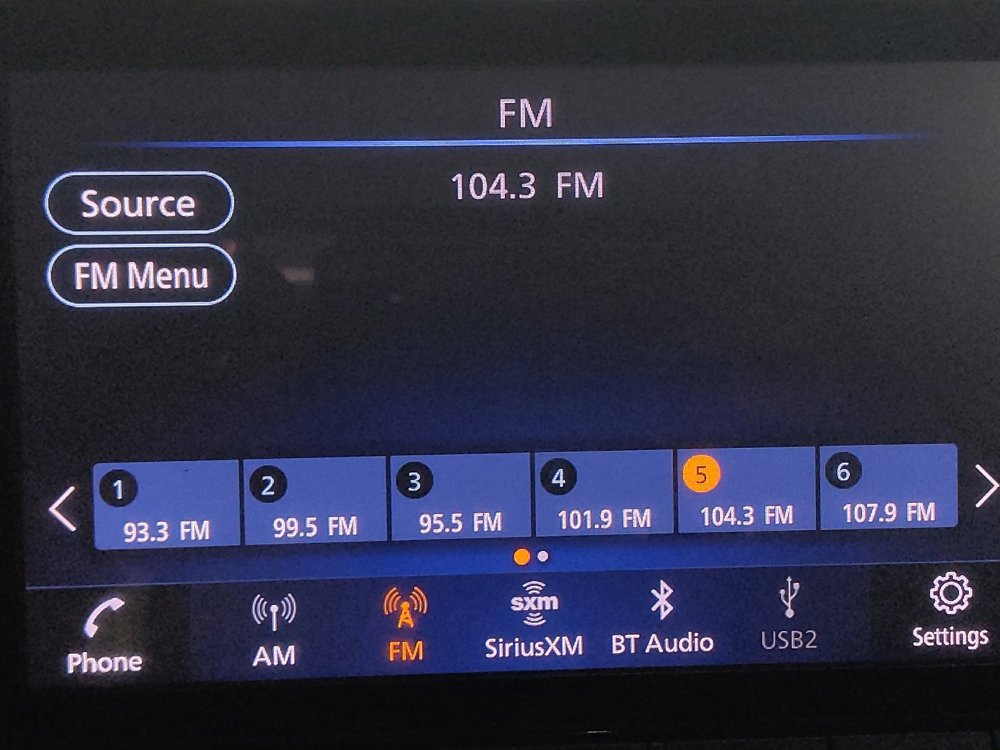 FM
104.3 FM
Source
FM Menu
1 2 3 4 5 6
93.3 FM 99.5 FM 95.5 FM 101.9 FM 104.3 FM 107.9 FM
sxm
Phone AM FM SiriusXM BT Audio USB2 Settings